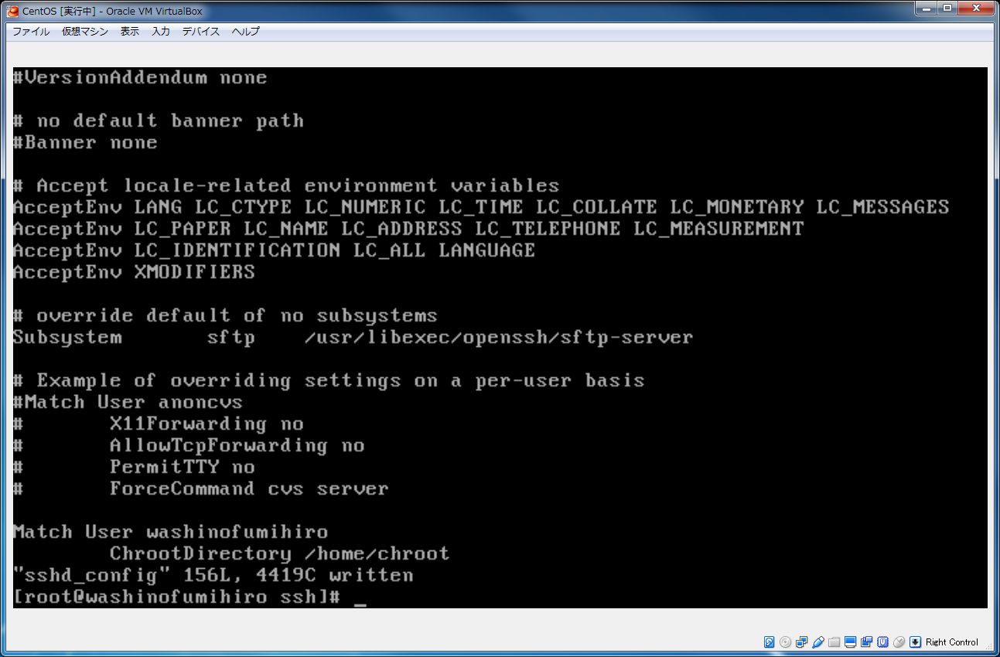 CentOS [実行中] - Oracle VM VirtualBox
ファイル 仮想マシン 表示 入力 デバイス ヘルプ
#VersionAddendum none
# no default banner path
#Banner none
# Accept locale-related environment variables
AcceptEnv LANG LC_CTYPE LC_NUMERIC LC_TIME LC_COLLATE LC_MONETARY LC_MESSAGES
AcceptEnv LC_PAPER LC_NAME LC_ADDRESS LC_TELEPHONE LC_MEASUREMENT
AcceptEnv LC_IDENTIFICATION LC_ALL LANGUAGE
AcceptEnv XMODIFIERS
# override default of no subsystems
Subsystem sftp /usr/libexec/openssh/sftp-server
# Example of overriding settings on a per-user basis
#Match User anoncvs
# X11Forwarding no
# AllowTcpForwarding no
# PermitTTY no
# ForceCommand cvs server
Match User washinofumihiro
ChrootDirectory /home/chroot
"sshd_config" 156L, 4419C written
[root@washinofumihiro ssh]# _
Right Control